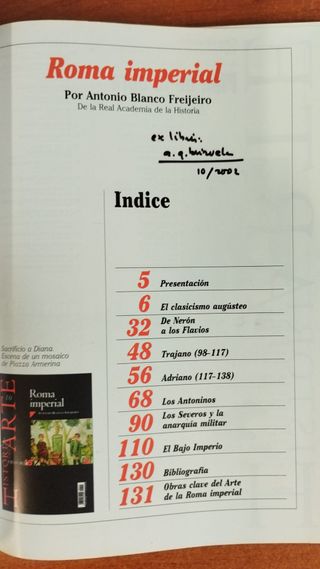 Roma imperial
Por Antonio Blanco Freijeiro
De la Real Academia de la Historia
ex libris:
10/2002
Indice
5 Presentación
6 El clasicismo augústeo
32 De Nerón
a los Flavios
48 Trajano (98-117)
56 Adriano (117-138)
68 Los Antoninos
90 Los Severos y la
anarquía militar
110 El Bajo Imperio
130 Bibliografía
131 Obras clave del Arte
de la Roma imperial
Sacrificio a Diana.
Escena de un mosaico
de Piazza Armerina
HISTORIA ARTE
10
Roma
imperial